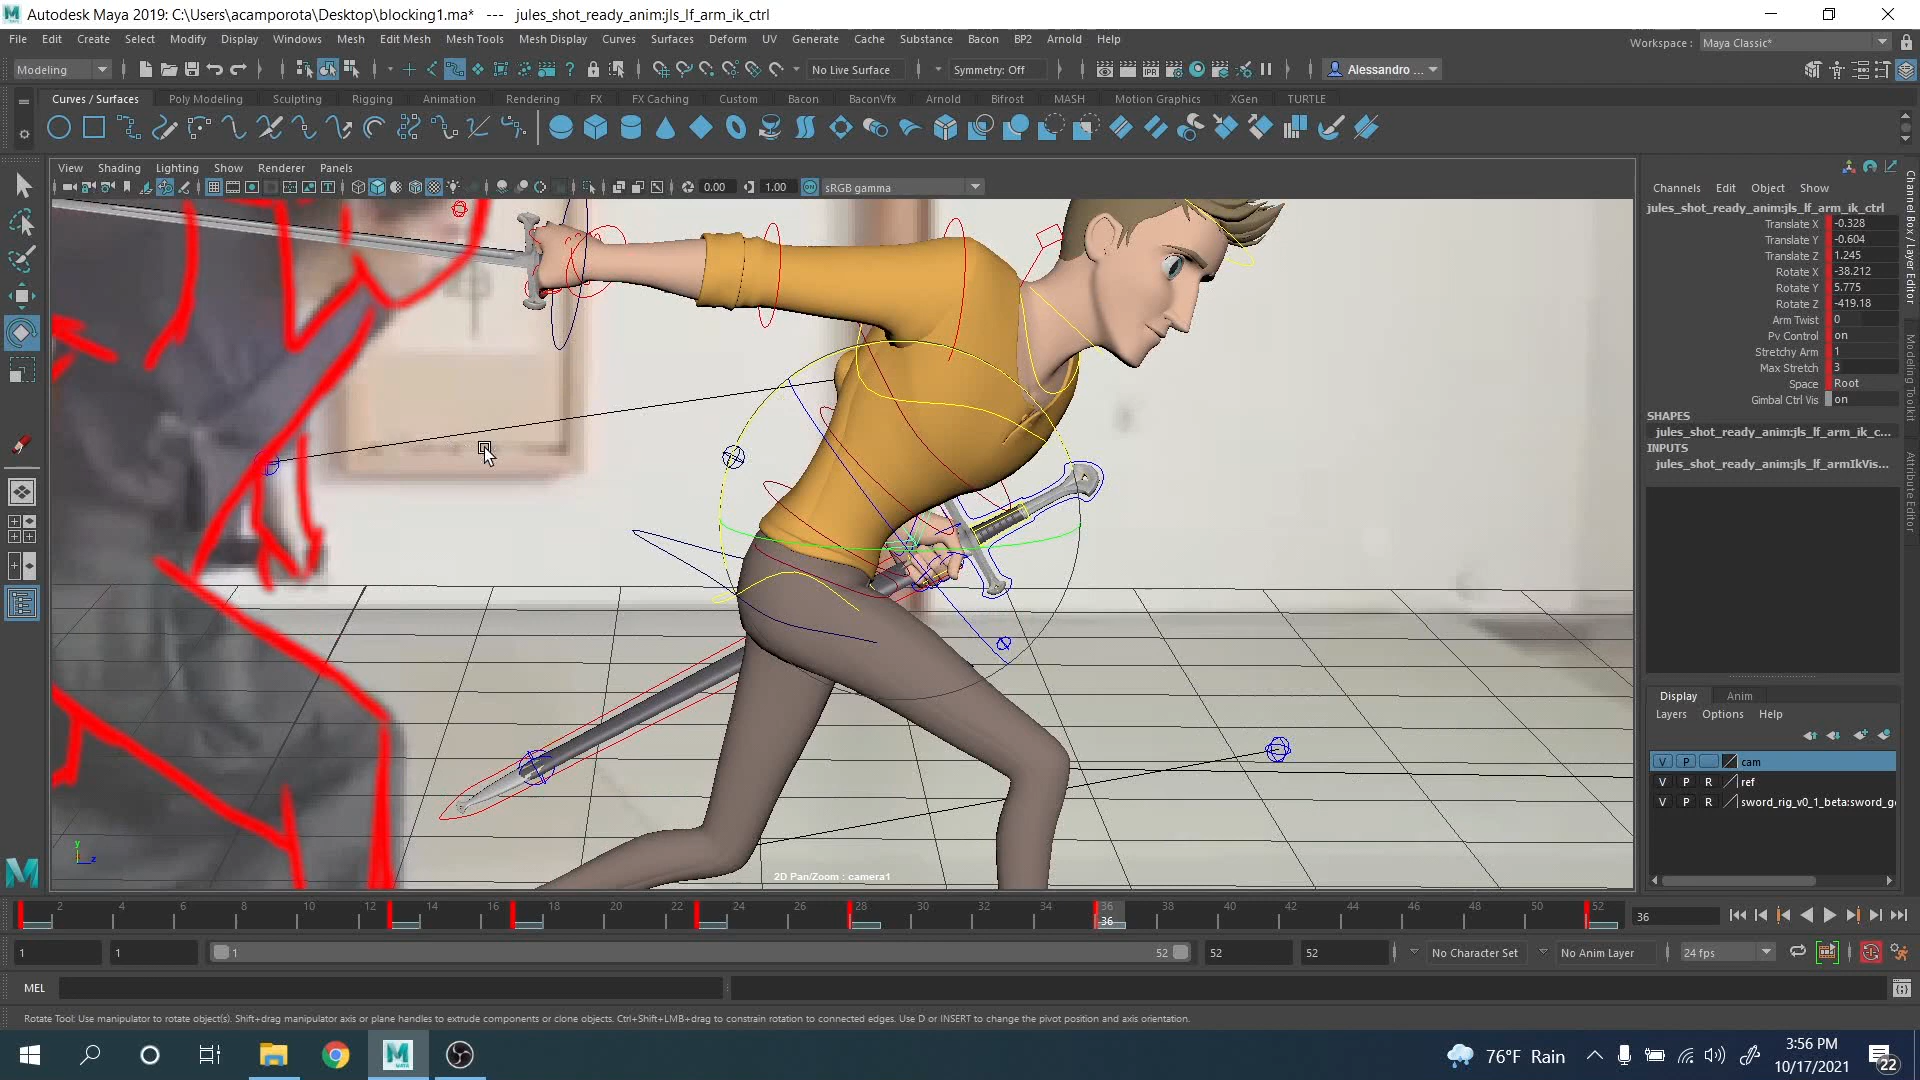 Autodesk Maya 2019: C:\Users\acamporota\Desktop\blocking1.ma* --- jules_shot_ready_anim:jls_lf_arm_ik_ctrl
File Edit Create Select Modify Display Windows Mesh Edit Mesh Mesh Tools Mesh Display Curves Surfaces Deform UV Generate Cache Substance Bacon BP2 Arnold Help
Workspace : Maya Classic*
Modeling No Live Surface Symmetry: Off Alessandro ...
Curves / Surfaces Poly Modeling Sculpting Rigging Animation Rendering FX FX Caching Custom Bacon BaconVfx Arnold Bifrost MASH Motion Graphics XGen TURTLE
View Shading Lighting Show Renderer Panels
0.00 1.00 sRGB gamma
Channels Edit Object Show
jules_shot_ready_anim:jls_lf_arm_ik_ctrl
Translate X -0.328
Translate Y -0.604
Translate Z 1.245
Rotate X -38.212
Rotate Y 5.775
Rotate Z -419.18
Arm Twist 0
Pv Control on
Stretchy Arm 1
Max Stretch 3
Space Root
Gimbal Ctrl Vis on
SHAPES
jules_shot_ready_anim:jls_lf_arm_ik_c...
INPUTS
jules_shot_ready_anim:jls_lf_armIkVis...
Channel Box / Layer Editor
Modeling Toolkit
Attribute Editor
Display Anim
Layers Options Help
V P cam
V P R ref
V P R sword_rig_v0_1_beta:sword_g
y
z
2D Pan/Zoom : camera1
2 4 6 8 10 12 14 16 18 20 22 24 26 28 30 32 34 36 38 40 42 44 46 48 50 52
36
36
1 1 1 52 52 52 No Character Set No Anim Layer 24 fps
MEL
Rotate Tool: Use manipulator to rotate object(s). Shift+drag manipulator axis or plane handles to extrude components or clone objects. Ctrl+Shift+LMB+drag to constrain rotation to connected edges. Use D or INSERT to change the pivot position and axis orientation.
76°F Rain
3:56 PM
10/17/2021
22